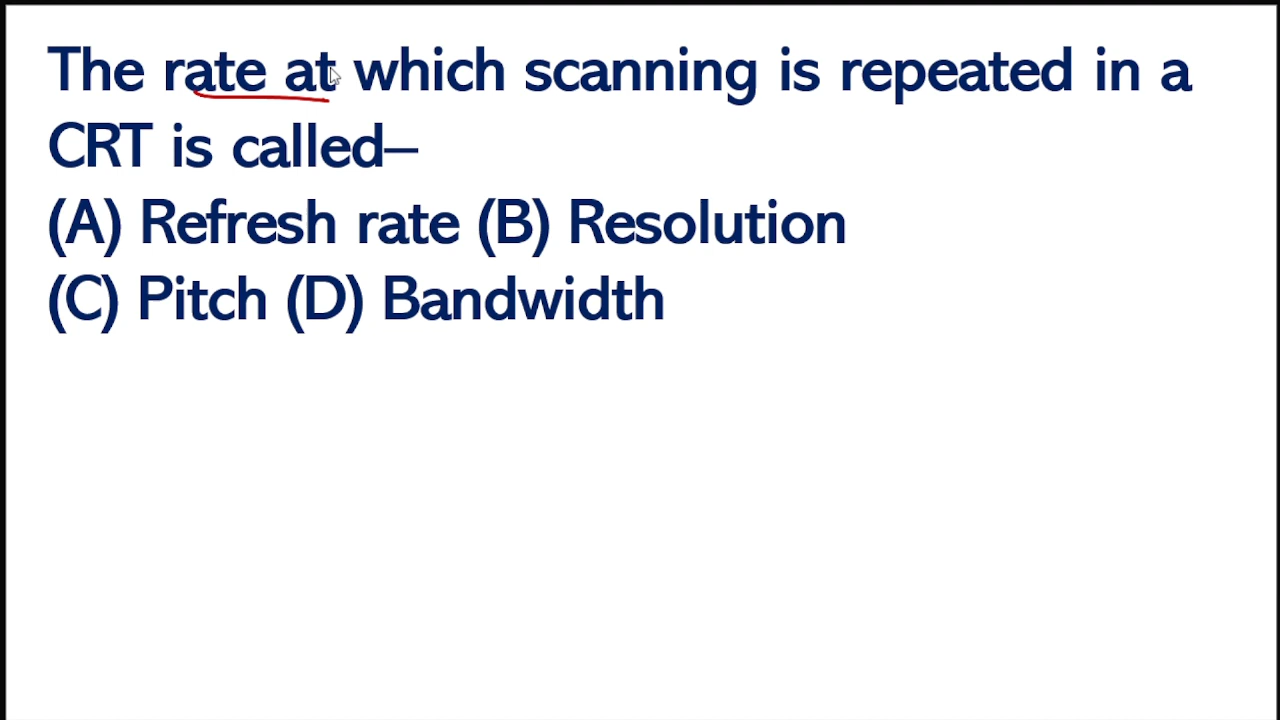 The rate at which scanning is repeated in a
CRT is called–
(A) Refresh rate (B) Resolution
(C) Pitch (D) Bandwidth